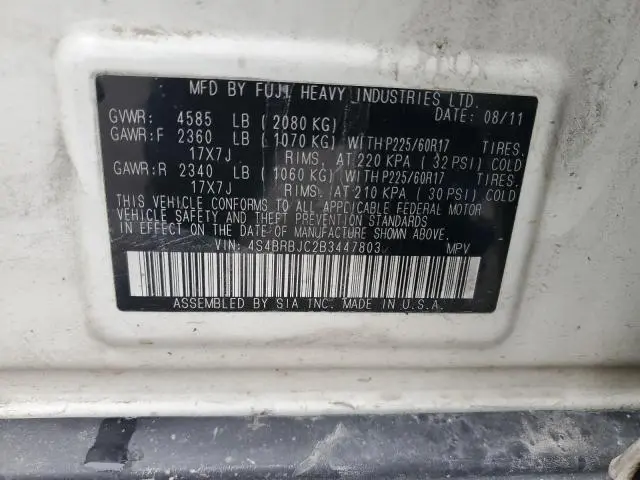 MFD BY FUJI HEAVY INDUSTRIES LTD.
GVWR: 4585 LB ( 2080 KG) DATE: 08/11
GAWR:F 2360 LB ( 1070 KG) WITH P225/60R17 TIRES.
17X7J RIMS, AT 220 KPA ( 32 PSI) COLD
GAWR:R 2340 LB ( 1060 KG) WITH P225/60R17 TIRES.
17X7J RIMS, AT 210 KPA ( 30 PSI) COLD
THIS VEHICLE CONFORMS TO ALL APPLICABLE FEDERAL MOTOR
VEHICLE SAFETY AND THEFT PREVENTION STANDARDS
IN EFFECT ON THE DATE OF MANUFACTURE SHOWN ABOVE.
VIN: 4S4BRBJC2B3447803 MPV
ASSEMBLED BY SIA INC. MADE IN U.S.A.